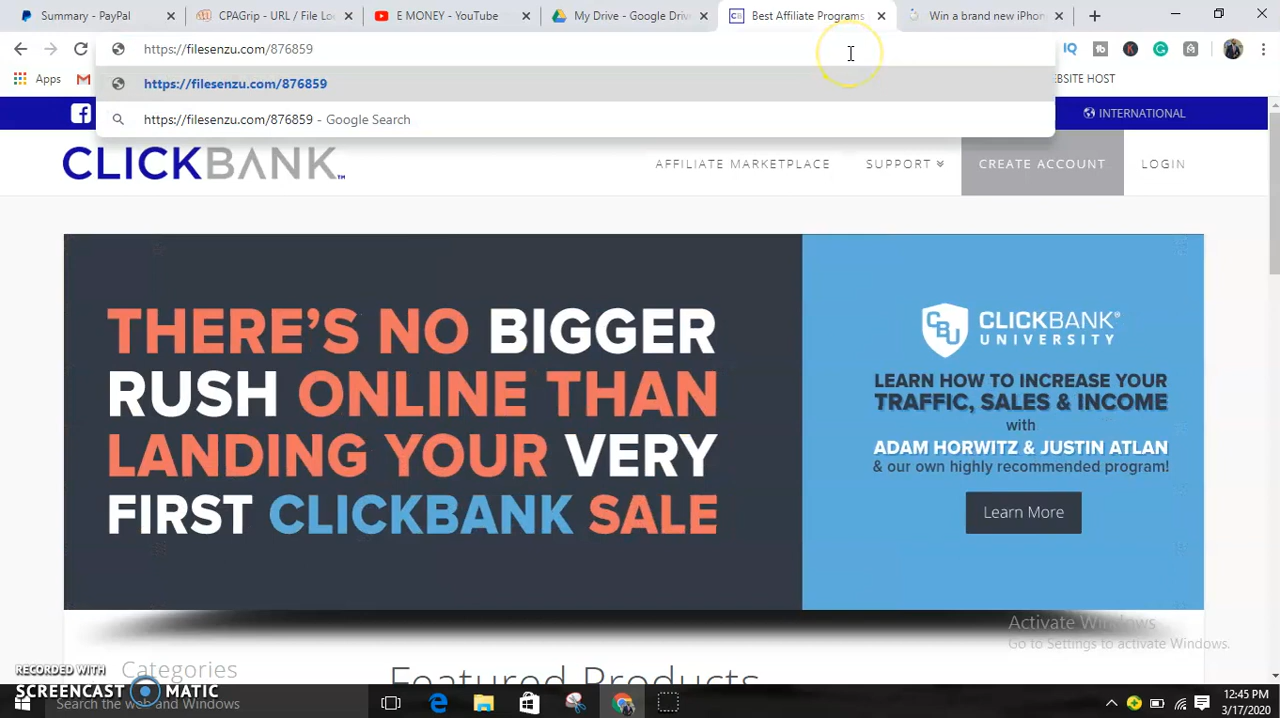 Summary - PayPal
CPAGrip - URL / File Lo
E MONEY - YouTube
My Drive - Google Driv
Best Affiliate Programs
Win a brand new iPhon
https://filesenzu.com/876859
Apps
https://filesenzu.com/876859
EBSITE HOST
https://filesenzu.com/876859 - Google Search
INTERNATIONAL
CLICKBANK
AFFILIATE MARKETPLACE
SUPPORT
CREATE ACCOUNT
LOGIN
THERE'S NO BIGGER
RUSH ONLINE THAN
LANDING YOUR VERY
FIRST CLICKBANK SALE
CBU CLICKBANK®
UNIVERSITY
LEARN HOW TO INCREASE YOUR
TRAFFIC, SALES & INCOME
with
ADAM HORWITZ & JUSTIN ATLAN
& our own highly recommended program!
Learn More
Activate Windows
Go to Settings to activate Windows.
Categories
Featured Products
RECORDED WITH
SCREENCAST MATIC
Search the web and Windows
12:45 PM
3/17/2020